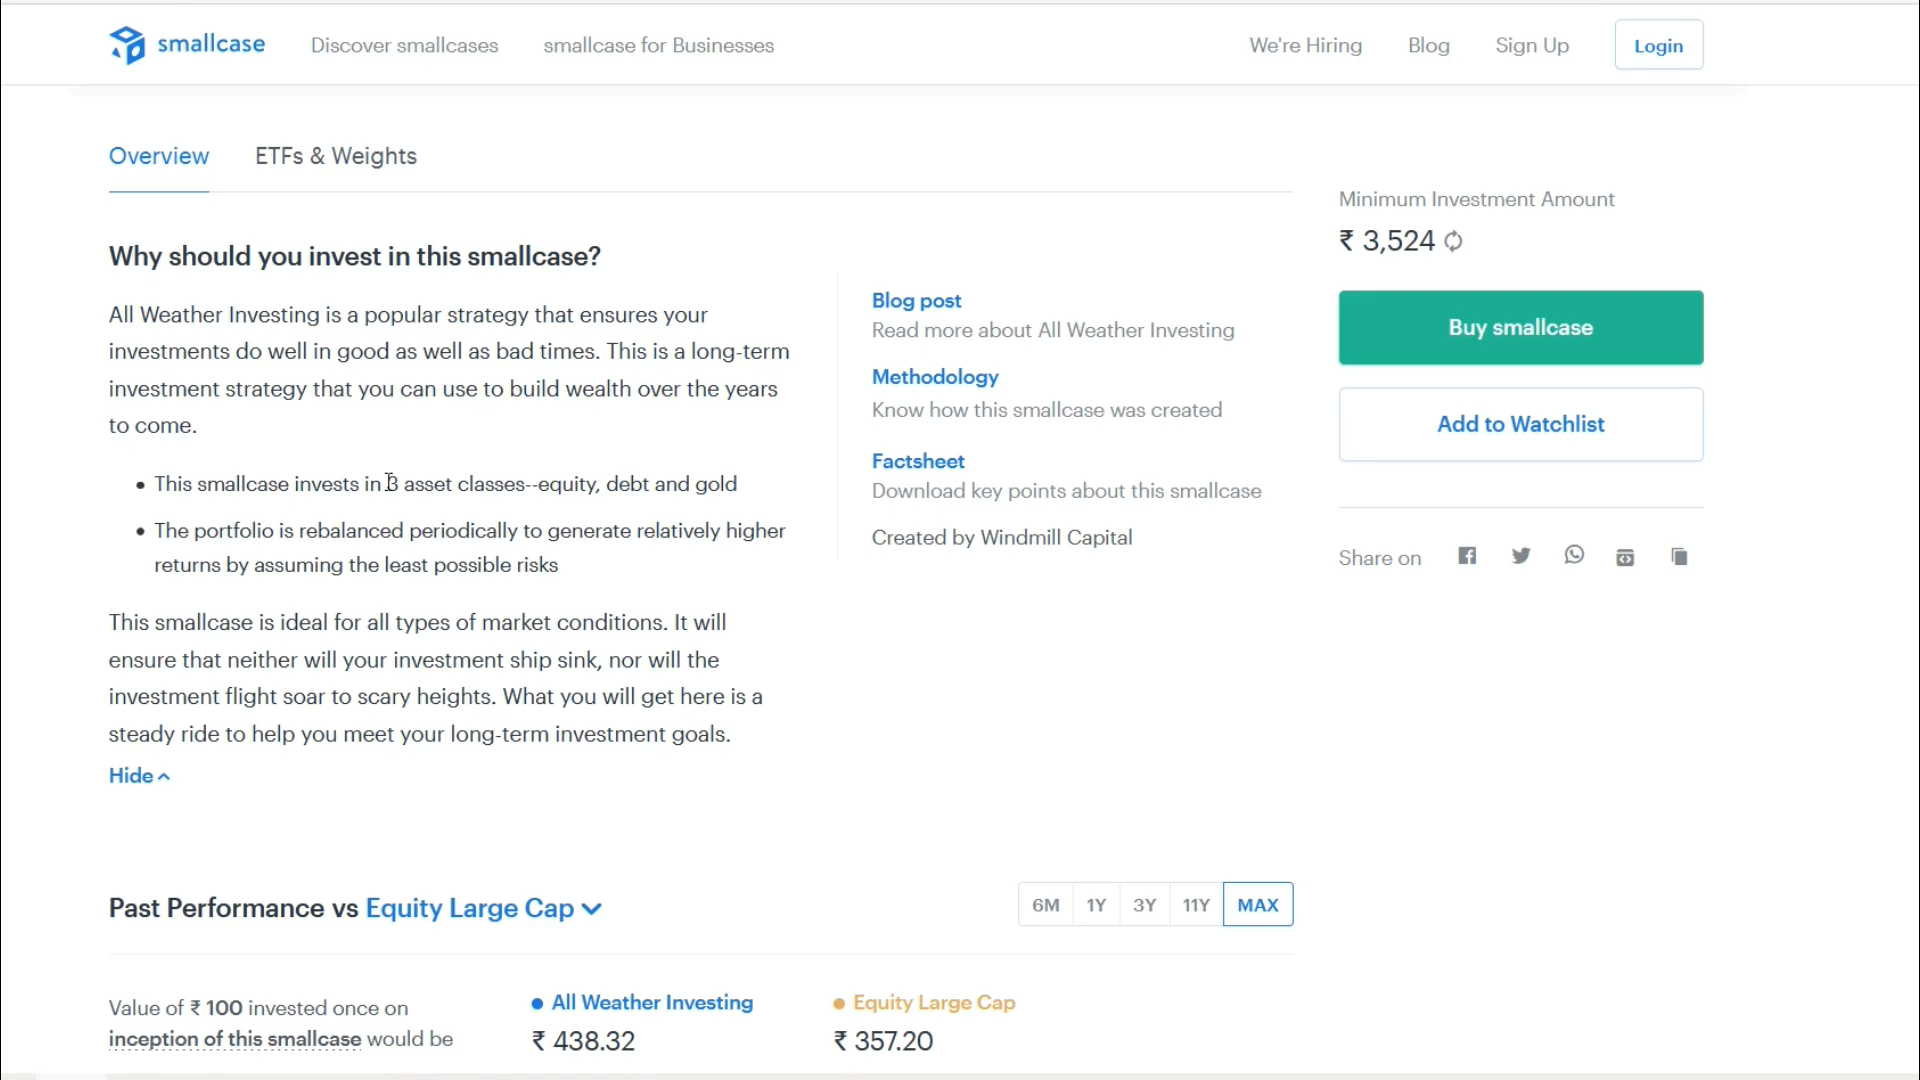 smallcase
Discover smallcases
smallcase for Businesses
We're Hiring
Blog
Sign Up
Login
Overview
ETFs & Weights
Why should you invest in this smallcase?
All Weather Investing is a popular strategy that ensures your
investments do well in good as well as bad times. This is a long-term
investment strategy that you can use to build wealth over the years
to come.
This smallcase invests in 3 asset classes--equity, debt and gold
The portfolio is rebalanced periodically to generate relatively higher
returns by assuming the least possible risks
This smallcase is ideal for all types of market conditions. It will
ensure that neither will your investment ship sink, nor will the
investment flight soar to scary heights. What you will get here is a
steady ride to help you meet your long-term investment goals.
Hide
Blog post
Read more about All Weather Investing
Methodology
Know how this smallcase was created
Factsheet
Download key points about this smallcase
Created by Windmill Capital
Minimum Investment Amount
₹ 3,524
Buy smallcase
Add to Watchlist
Share on
Past Performance vs Equity Large Cap
6M 1Y 3Y 11Y MAX
Value of ₹ 100 invested once on
inception of this smallcase would be
All Weather Investing
₹ 438.32
Equity Large Cap
₹ 357.20